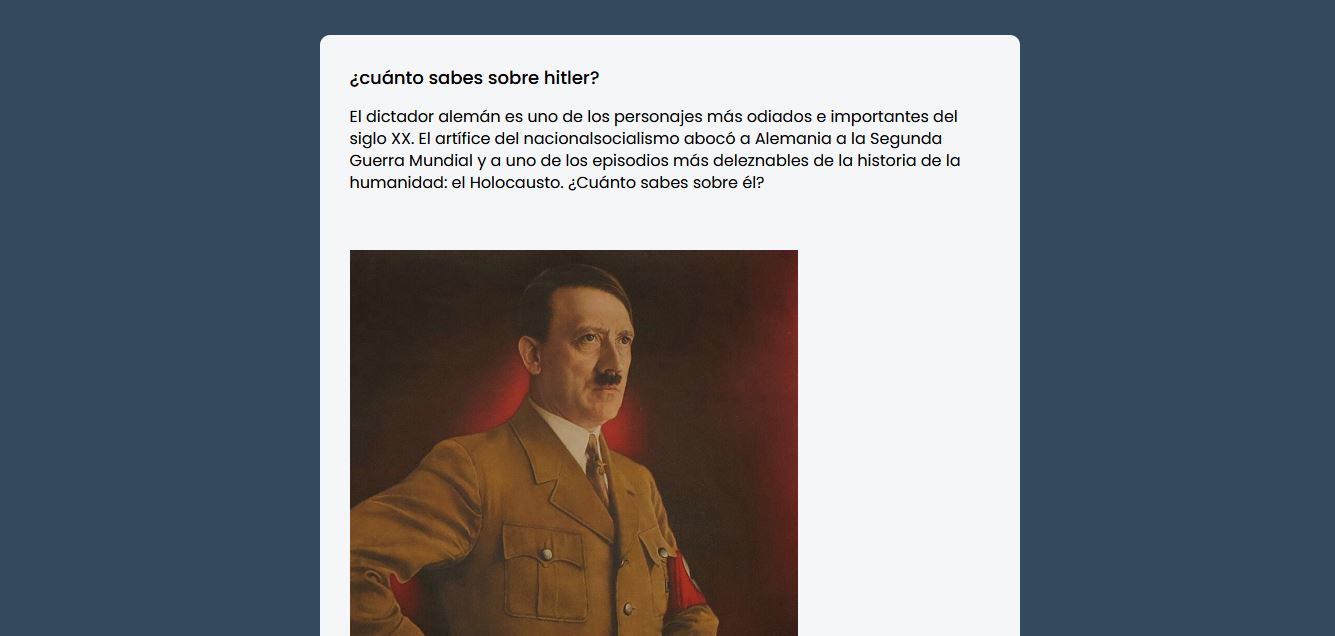 ¿cuánto sabes sobre hitler?
El dictador alemán es uno de los personajes más odiados e importantes del
siglo XX. El artífice del nacionalsocialismo abocó a Alemania a la Segunda
Guerra Mundial y a uno de los episodios más deleznables de la historia de la
humanidad: el Holocausto. ¿Cuánto sabes sobre él?